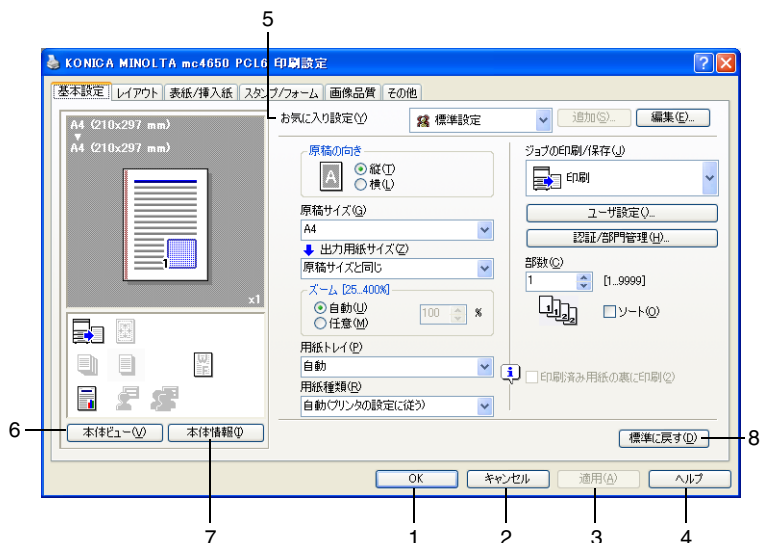 5
KONICA MINOLTA mc4650 PCL6 印刷設定
基本設定 レイアウト 表紙/挿入紙 スタンプ/フォーム 画像品質 その他
A4 (210x297 mm)
A4 (210x297 mm)
1
x1
お気に入り設定(Y) 標準設定 追加(S)... 編集(E)...
原稿の向き
A
縦(T)
横(L)
原稿サイズ(G)
A4
出力用紙サイズ(Z)
原稿サイズと同じ
ズーム [25...400%]
自動(U)
任意(M)
100 %
用紙トレイ(P)
自動
用紙種類(R)
自動(プリンタの設定に従う)
ジョブの印刷/保存(J)
印刷
ユーザ設定()...
認証/部門管理(H)...
部数(C)
1 [1...9999]
1 1 2 2
ソート(O)
印刷済み用紙の裏に印刷(2)
6 本体ビュー(V) 本体情報(I)
標準に戻す(D) 8
OK キャンセル 適用(A) ヘルプ
7 1 2 3 4